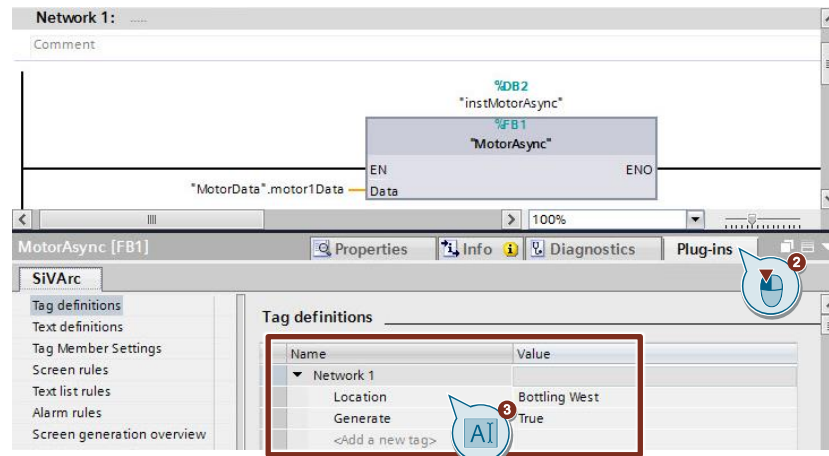 Network 1: .....
Comment
%DB2
"instMotorAsync"
%FB1
"MotorAsync"
EN ENO
"MotorData".motor1Data Data
100%
MotorAsync [FB1] Properties Info Diagnostics Plug-ins
2
SiVArc
Tag definitions
Text definitions
Tag Member Settings
Screen rules
Text list rules
Alarm rules
Screen generation overview
Tag definitions
Name Value
Network 1
Location Bottling West
Generate True
<Add a new tag>
3
AI